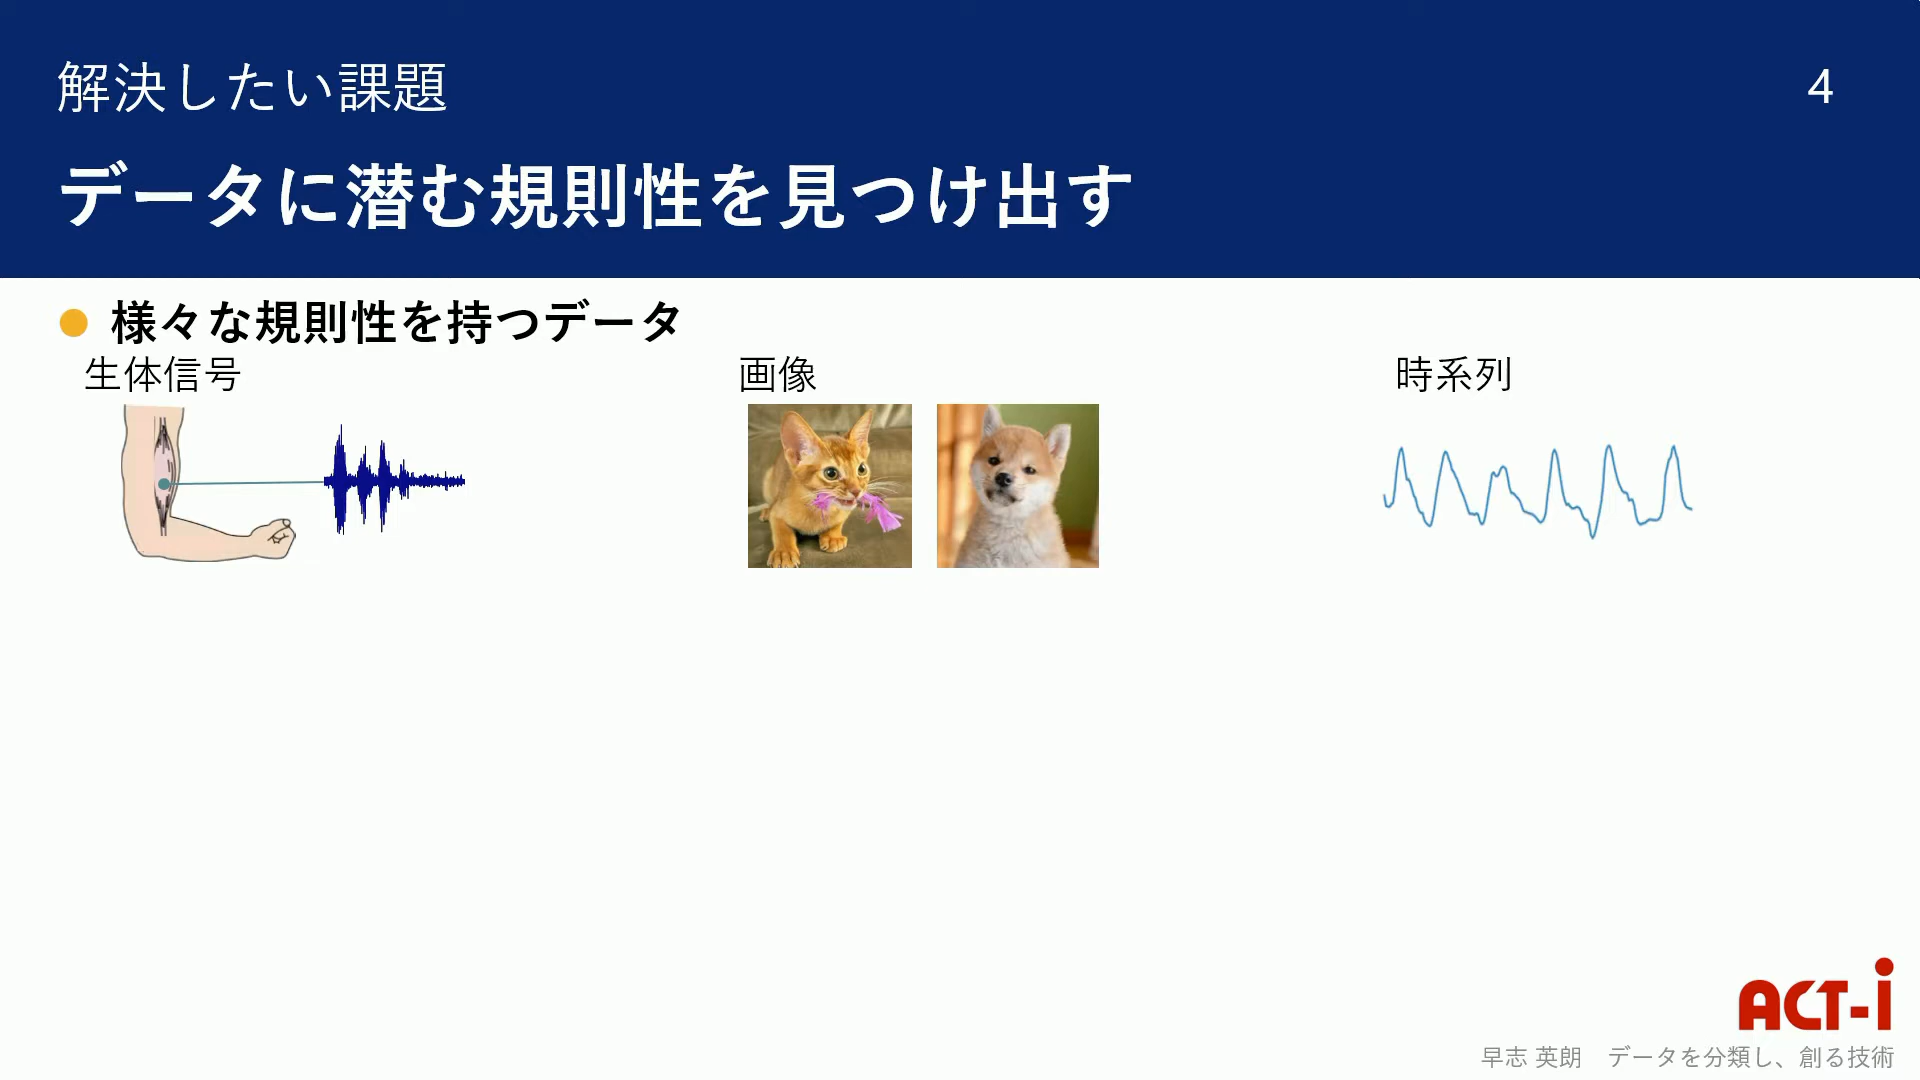 解決したい課題
4
データに潜む規則性を見つけ出す
様々な規則性を持つデータ
生体信号
画像
時系列
ACT-i
早志 英朗　データを分類し、創る技術